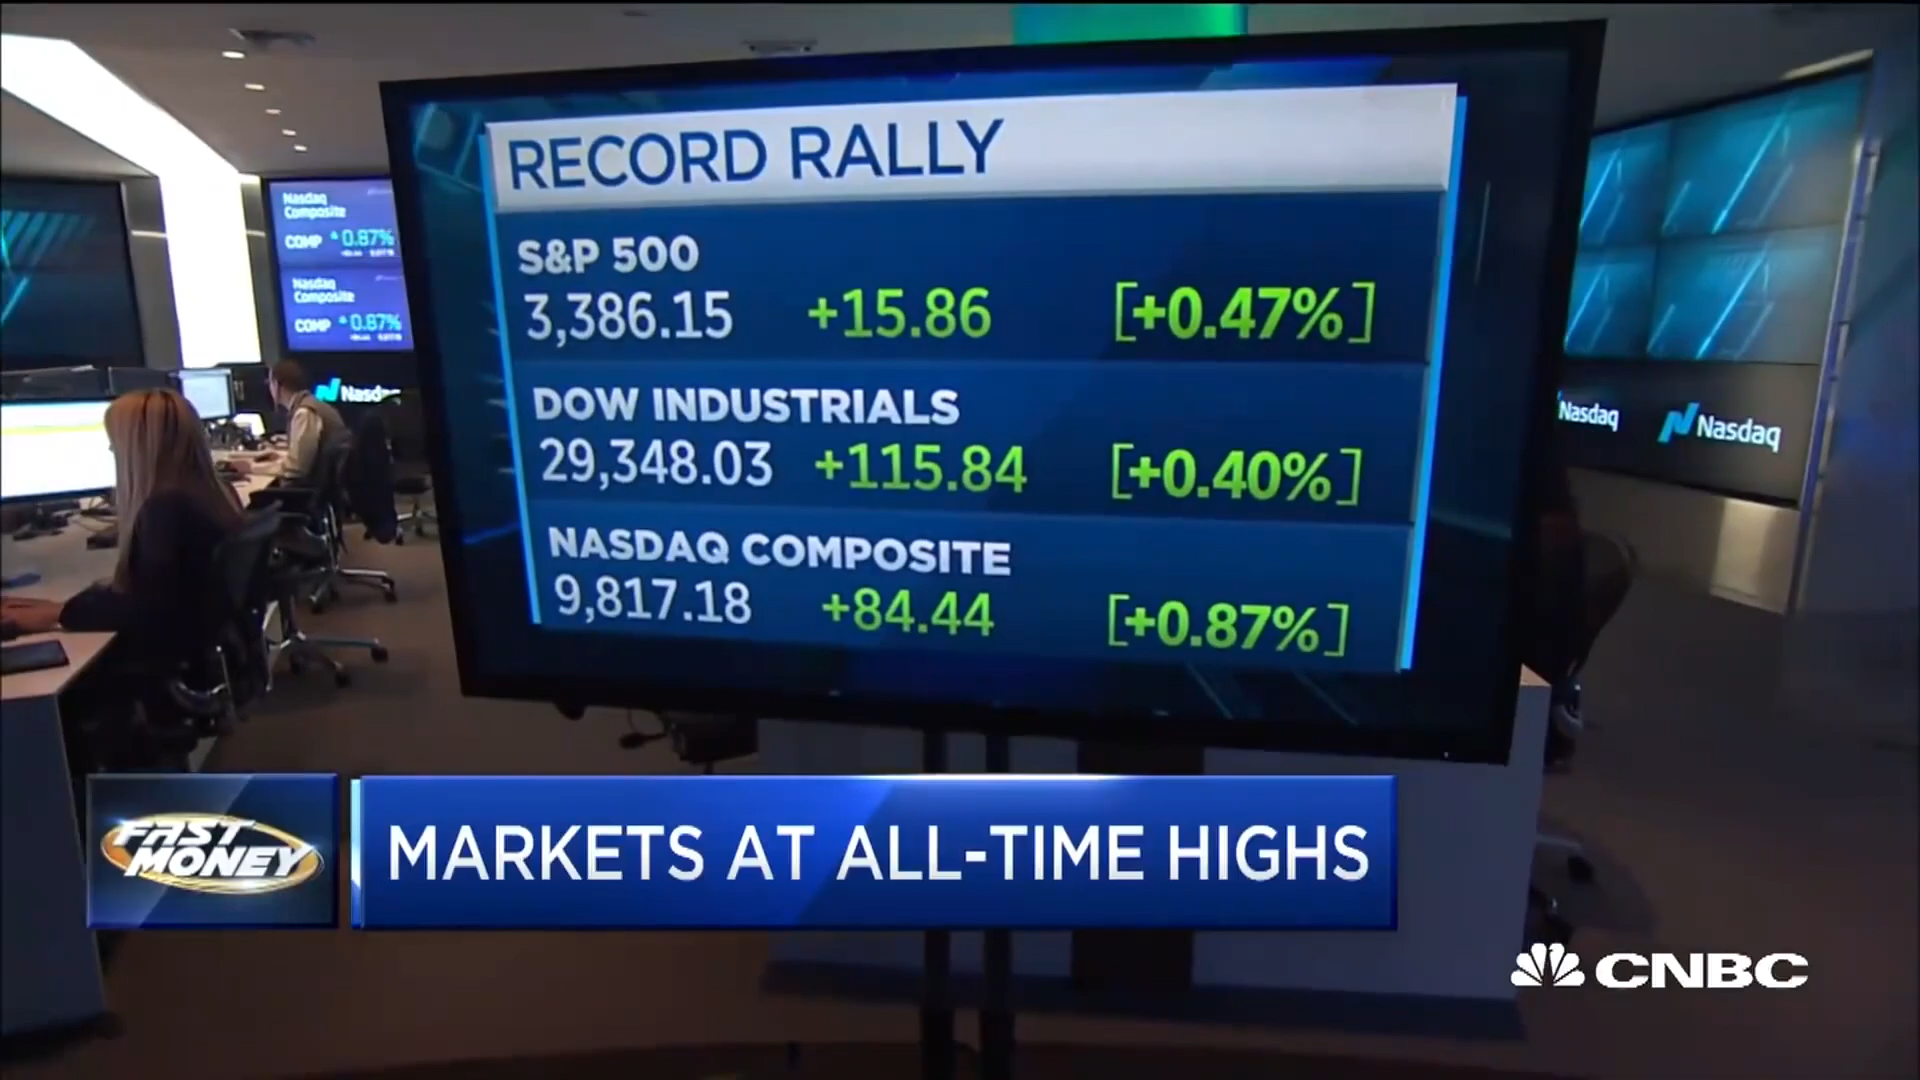 RECORD RALLY
S&P 500
3,386.15 +15.86 [+0.47%]
DOW INDUSTRIALS
29,348.03 +115.84 [+0.40%]
NASDAQ COMPOSITE
9,817.18 +84.44 [+0.87%]
Nasdaq
Composite
COMP 0.87%
Nasdaq
Composite
COMP 0.87%
Nasdaq
Nasdaq
FAST
MONEY
MARKETS AT ALL-TIME HIGHS
CNBC